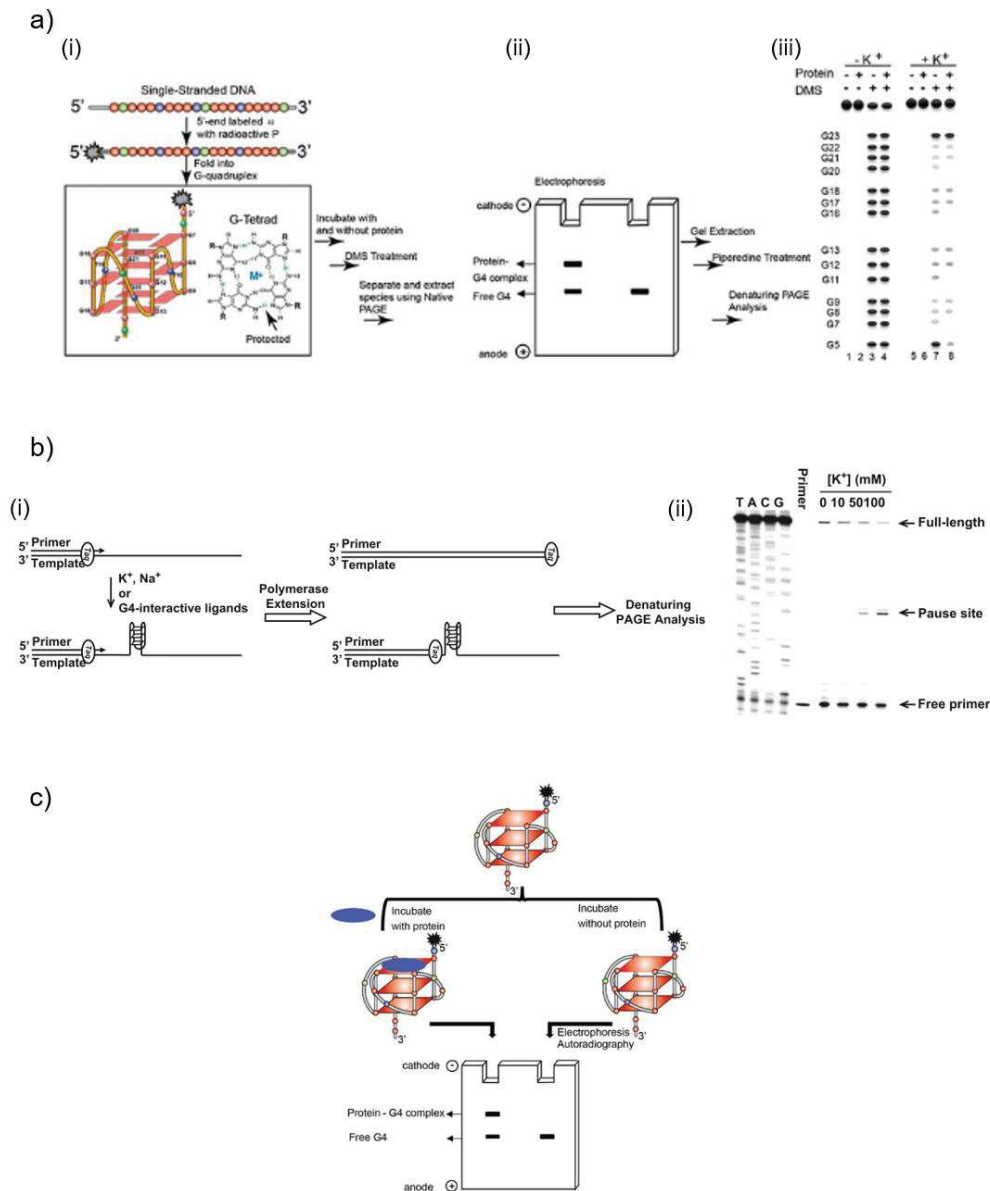 a)
(i)
Single-Stranded DNA
5' 3'
5'-end labeled
with radioactive P
5' 3'
Fold into
G-quadruplex
5'
G-Tetrad
R
R
M+
R
R
Protected
3'
Incubate with
and without protein
DMS Treatment
Separate and extract
species using Native
PAGE
(ii)
Electrophoresis
cathode -
Protein-
G4 complex
Free G4
anode +
Gel Extraction
Piperedine Treatment
Denaturing PAGE
Analysis
(iii)
- K + + K+
Protein - + - + - + - +
DMS - - + + - - + +
G23
G22
G21
G20
G18
G17
G16
G13
G12
G11
G9
G8
G7
G5
1 2 3 4 5 6 7 8
b)
(i)
5' Primer
3' Template
Taq
K+, Na+
or
G4-interactive ligands
5' Primer
3' Template
Taq
Polymerase
Extension
5' Primer
3' Template
Taq
5' Primer
3' Template
Taq
Denaturing
PAGE Analysis
(ii)
T A C G
Primer
[K+] (mM)
0 10 50 100
Full-length
Pause site
Free primer
c)
5'
3'
Incubate
with protein
Incubate
without protein
5'
3'
5'
3'
Electrophoresis
Autoradiography
cathode -
Protein - G4 complex
Free G4
anode +